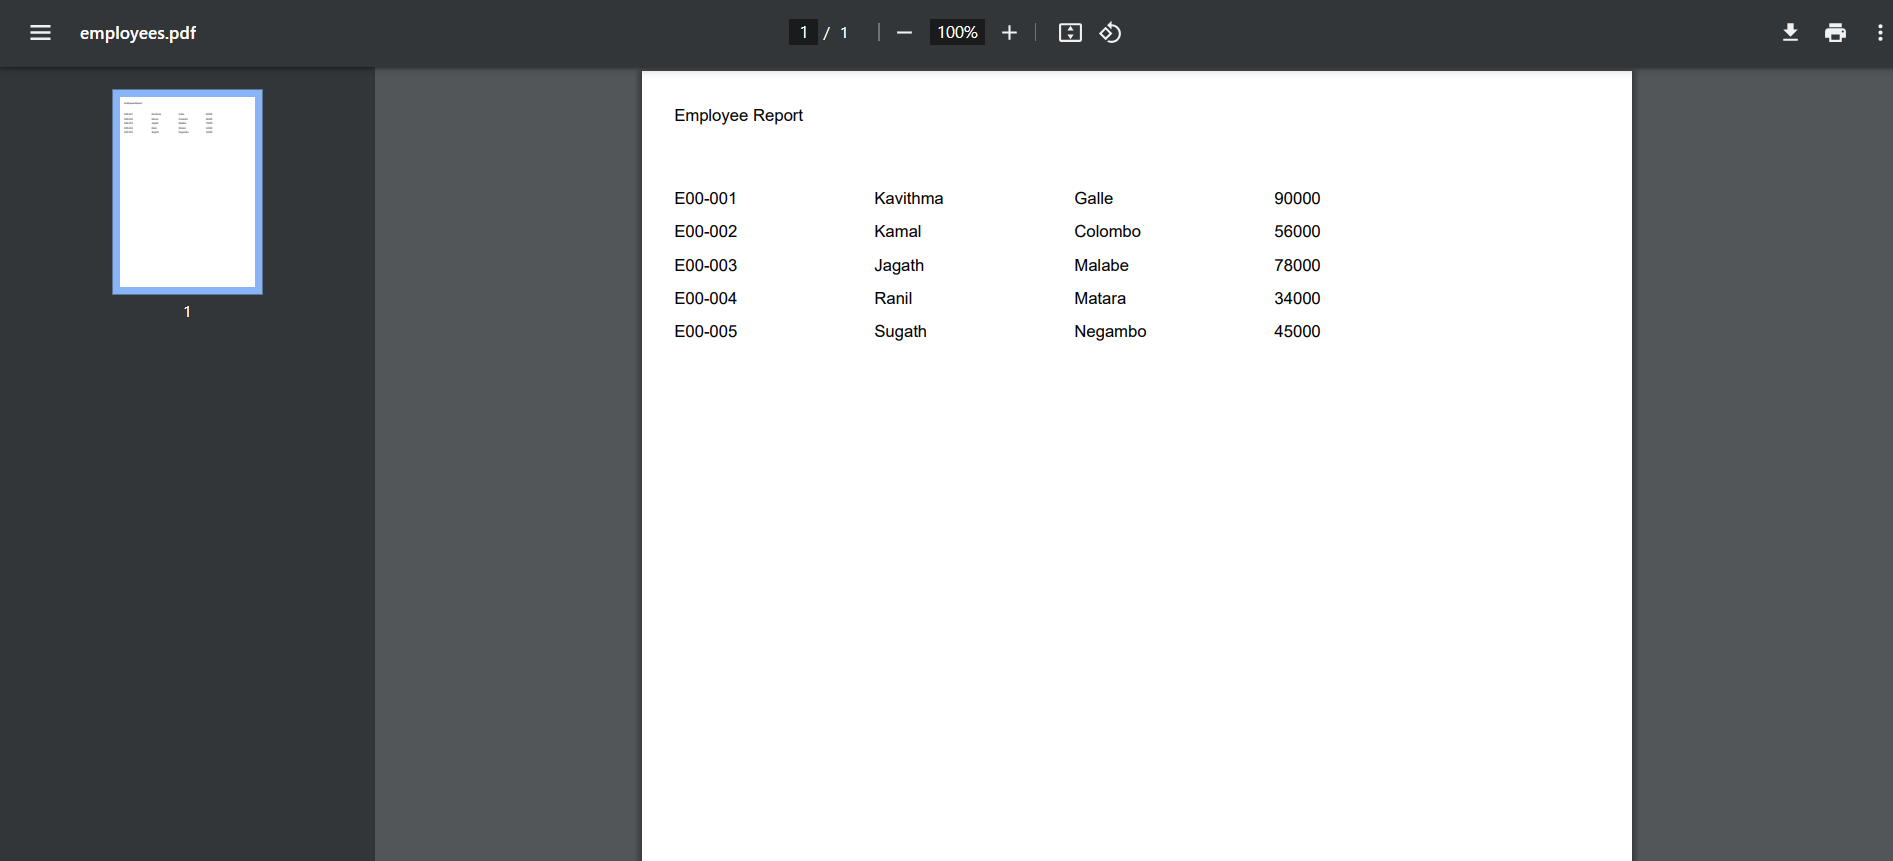 employees.pdf
1 / 1
100%
1
Employee Report
E00-001 Kavithma Galle 90000
E00-002 Kamal Colombo 56000
E00-003 Jagath Malabe 78000
E00-004 Ranil Matara 34000
E00-005 Sugath Negambo 45000